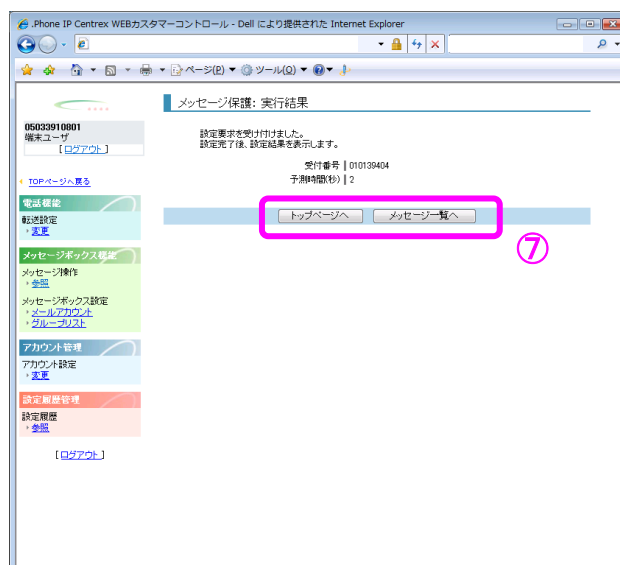 .Phone IP Centrex WEBカスタマーコントロール - Dell により提供された Internet Explorer
ページ(P) ツール(O)
05033910801
端末ユーザ
[ログアウト]
TOPページへ戻る
電話機能
転送設定
変更
メッセージボックス機能
メッセージ操作
参照
メッセージボックス設定
メールアカウント
グループリスト
アカウント管理
アカウント設定
変更
設定履歴管理
設定履歴
参照
[ログアウト]
メッセージ保護: 実行結果
設定要求を受け付けました。
設定完了後、設定結果を表示します。
受付番号 010139404
予測時間(秒) 2
トップページへ メッセージ一覧へ
⑦